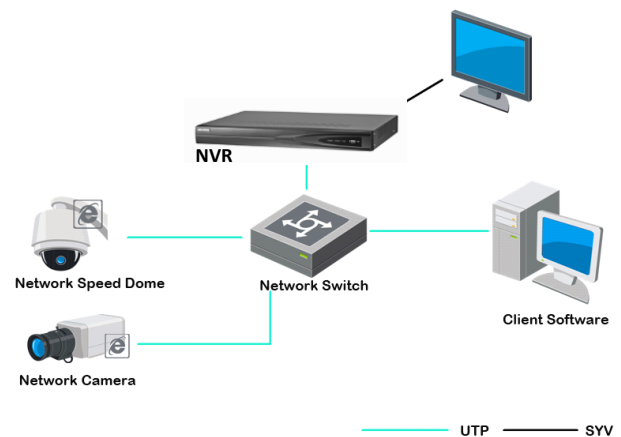 NVR
Network Speed Dome
Network Switch
Client Software
Network Camera
UTP
SYV